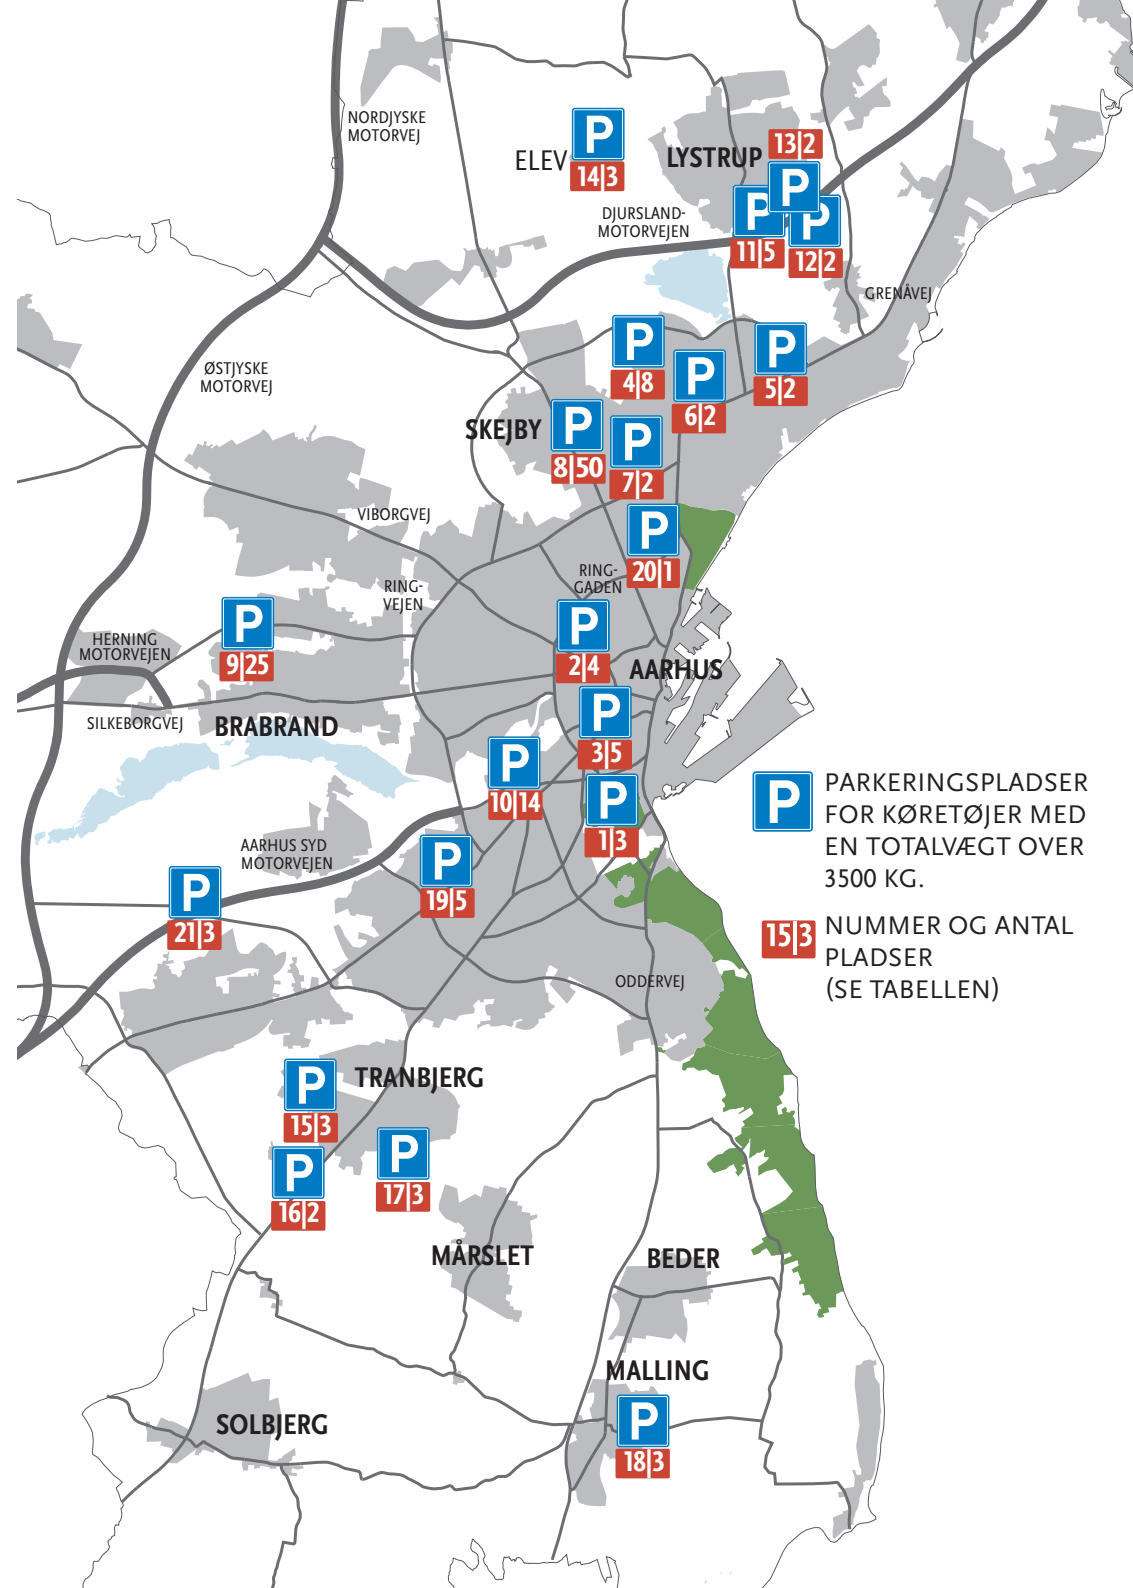 NORDJYSKE
MOTORVEJ
P
ELEV
14|3
LYSTRUP
13|2
P
P
11|5
P
12|2
DJURSLAND-
MOTORVEJEN
GRENÅVEJ
ØSTJYSKE
MOTORVEJ
P
4|8
P
5|2
P
6|2
SKEJBY
P
8|50
P
7|2
VIBORGVEJ
P
20|1
RING-
GADEN
RING-
VEJEN
P
9|25
HERNING
MOTORVEJEN
P
2|4
AARHUS
SILKEBORGVEJ
BRABRAND
P
3|5
P
10|14
P
1|3
P
PARKERINGSPLADSER
FOR KØRETØJER MED
EN TOTALVÆGT OVER
3500 KG.
15|3
NUMMER OG ANTAL
PLADSER
(SE TABELLEN)
AARHUS SYD
MOTORVEJEN
P
19|5
P
21|3
ODDERVEJ
P
15|3
TRANBJERG
P
16|2
P
17|3
MÅRSLET
BEDER
MALLING
P
18|3
SOLBJERG